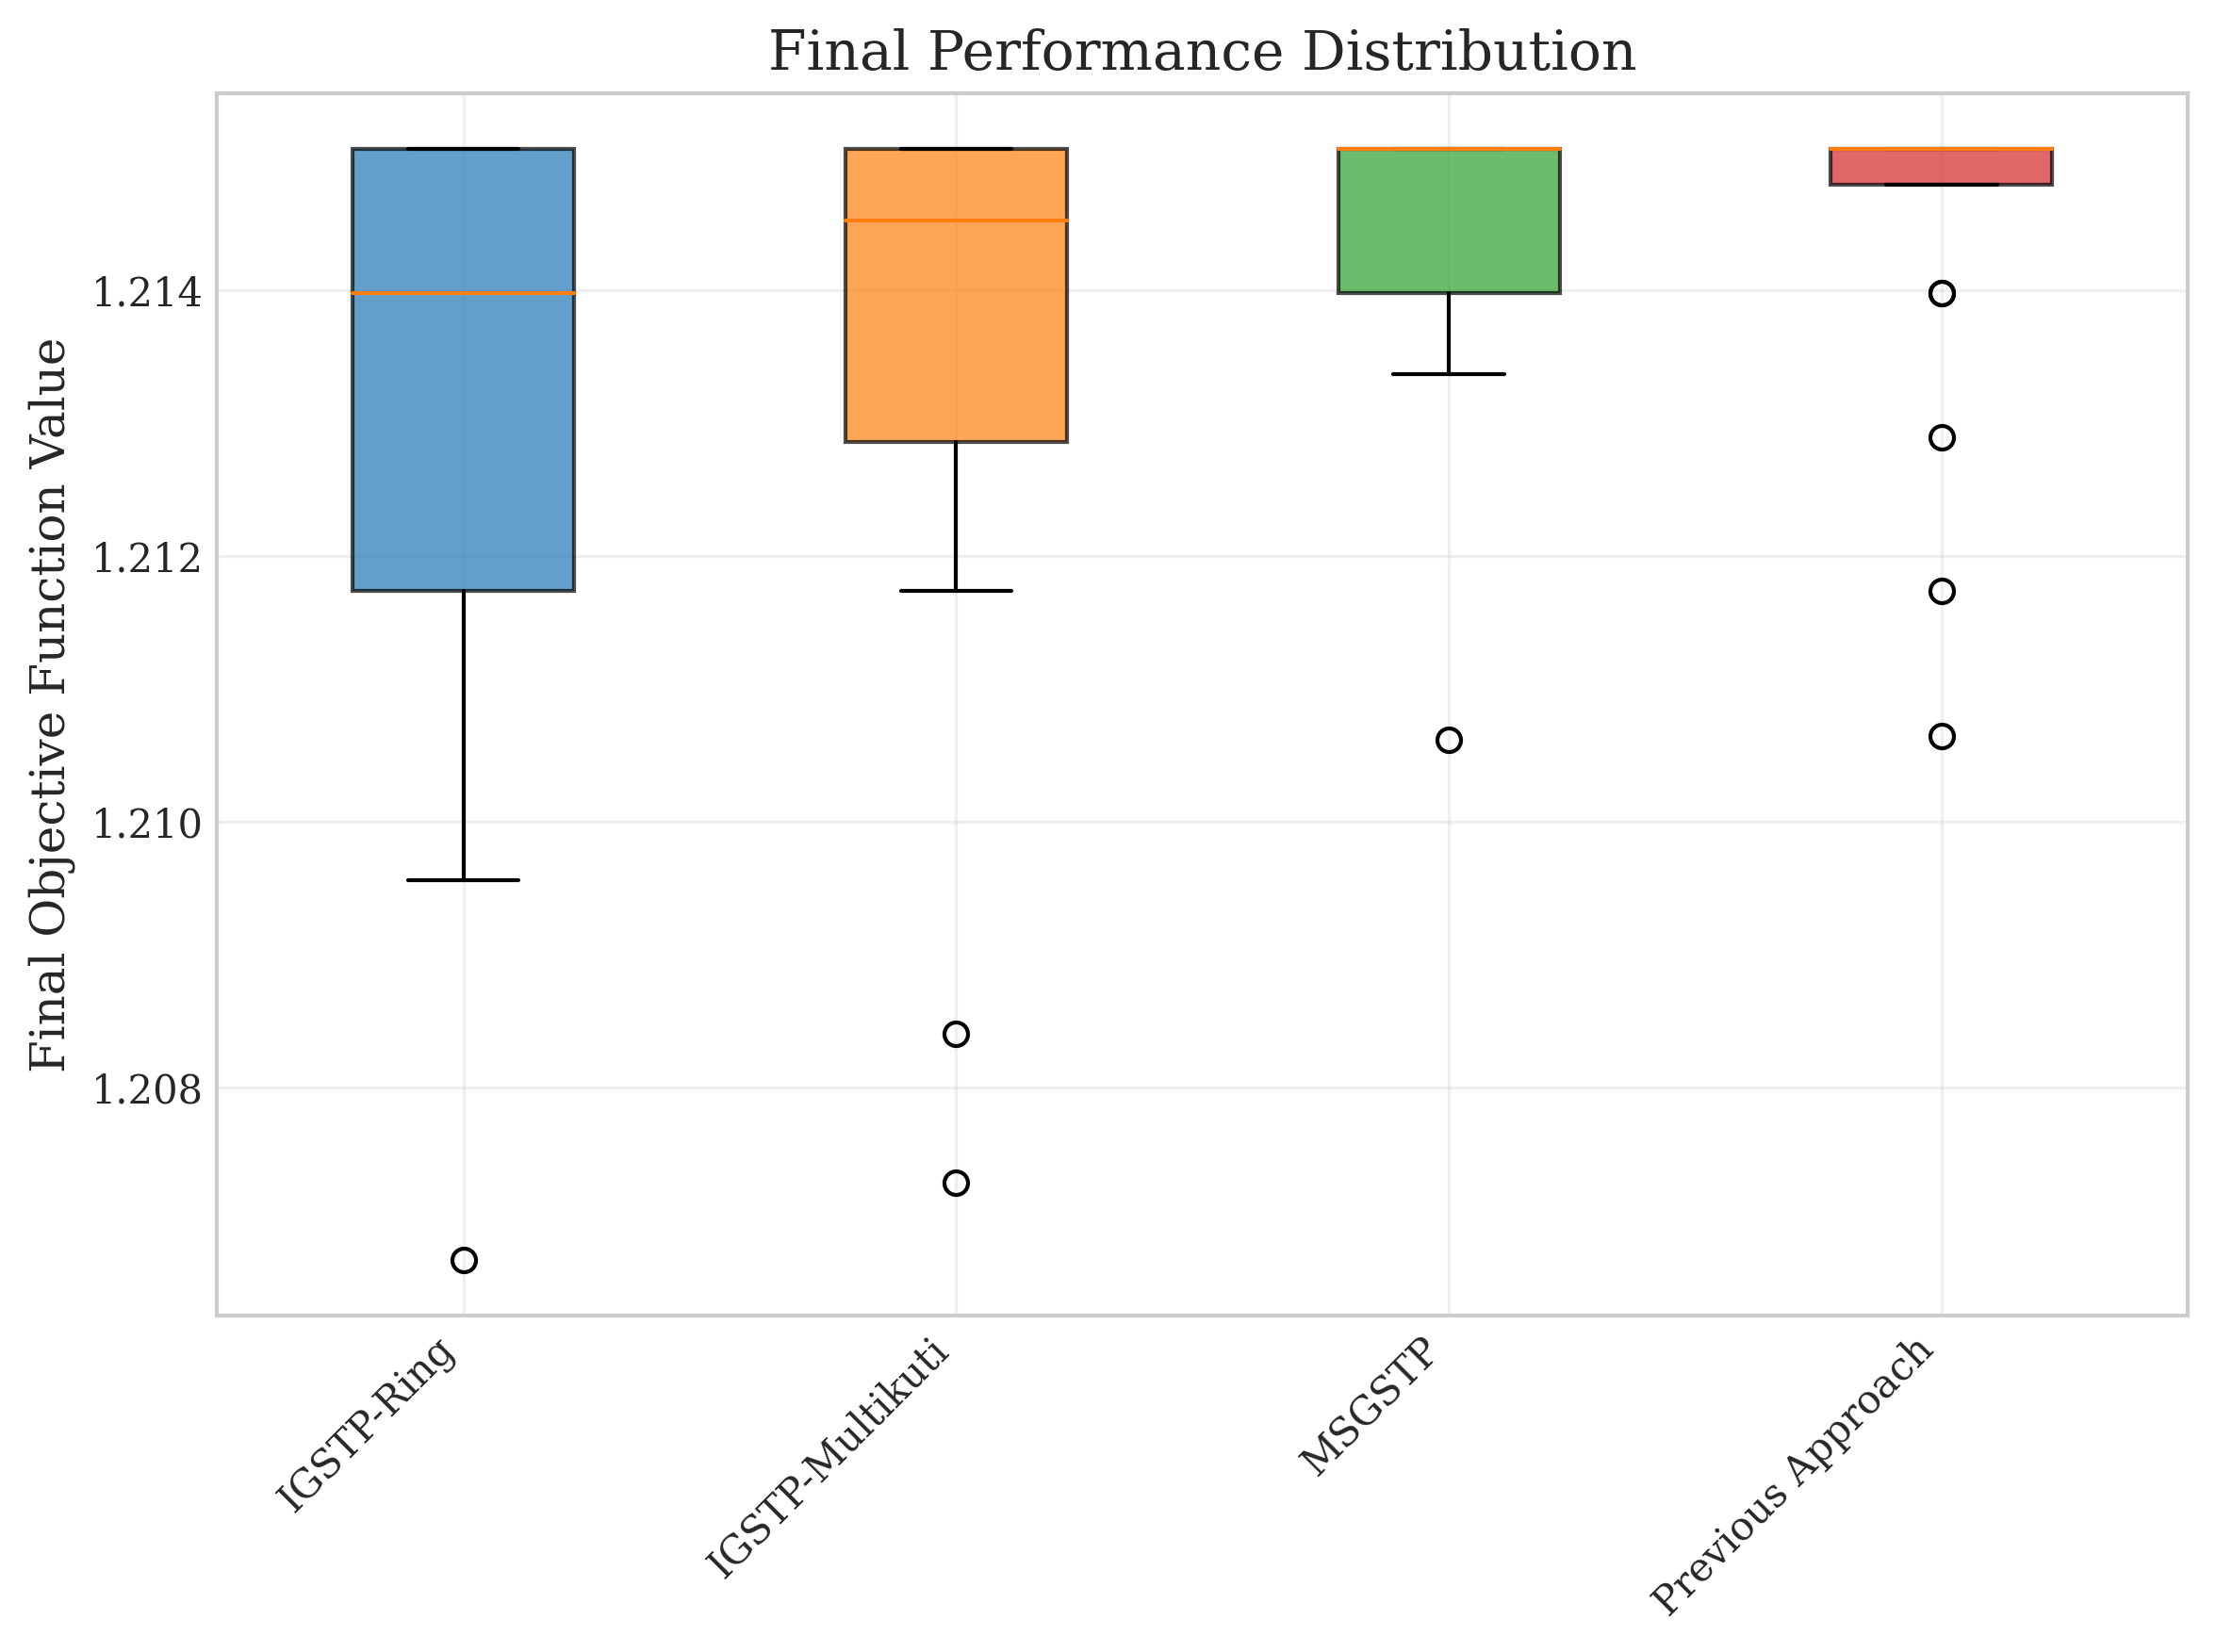 Final Performance Distribution
Final Objective Function Value
1.214
1.212
1.210
1.208
IGSTP-Ring
IGSTP-Multikuti
MSGSTP
Previous Approach